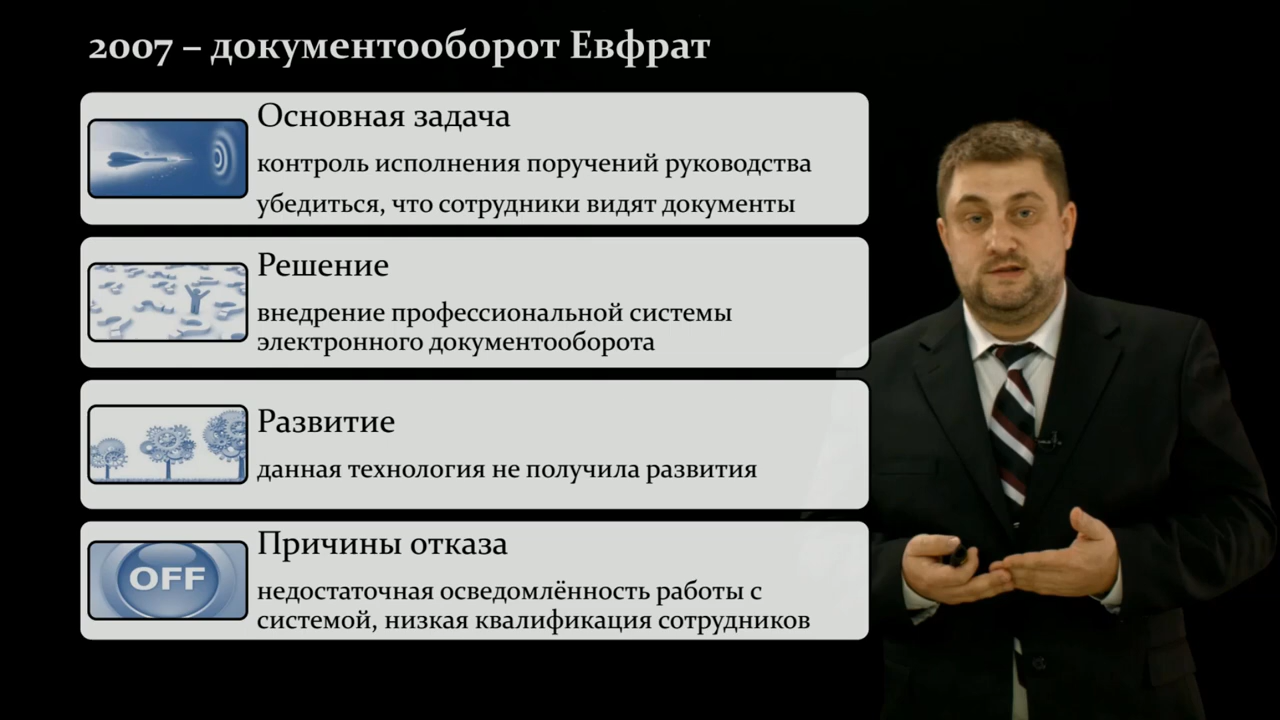 2007 – документооборот Евфрат
Основная задача
контроль исполнения поручений руководства
убедиться, что сотрудники видят документы
Решение
внедрение профессиональной системы
электронного документооборота
Развитие
данная технология не получила развития
OFF
Причины отказа
недостаточная осведомлённость работы с
системой, низкая квалификация сотрудников